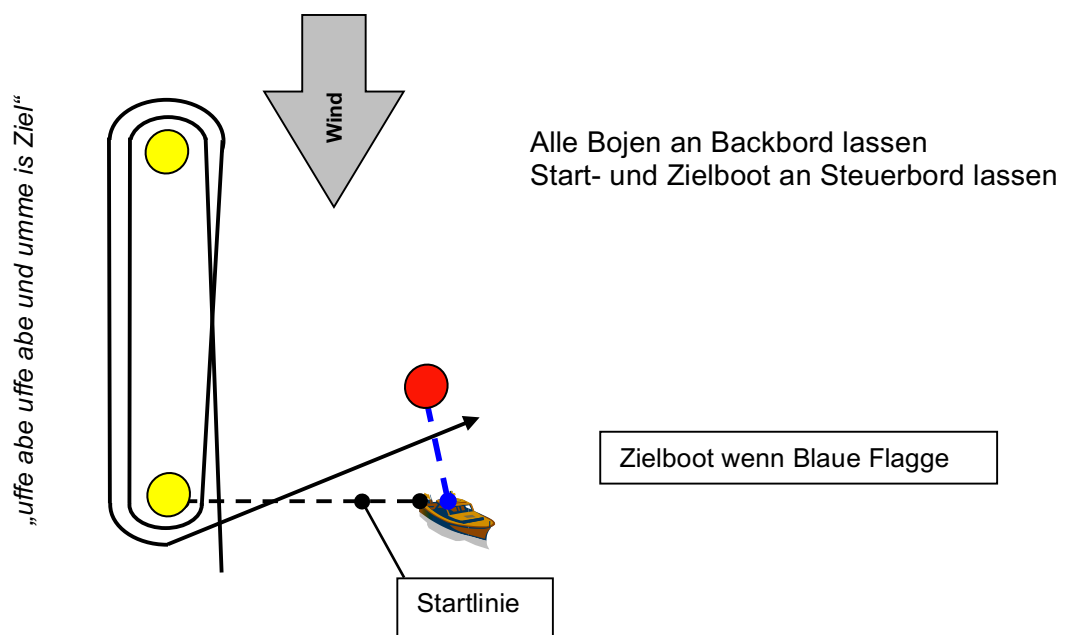 „uffe abe uffe abe und umme is Ziel“
Wind
Alle Bojen an Backbord lassen
Start- und Zielboot an Steuerbord lassen
Zielboot wenn Blaue Flagge
Startlinie